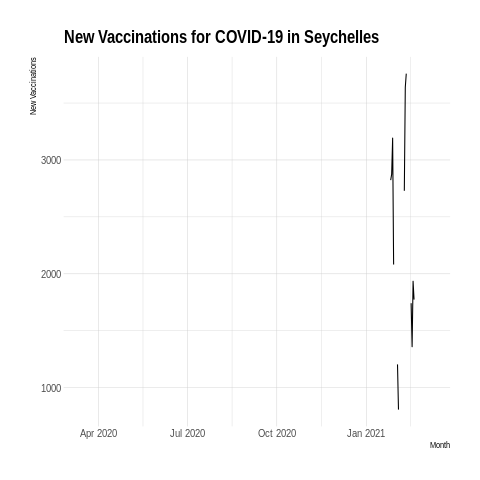 New Vaccinations for COVID-19 in Seychelles
New Vaccinations
3000
2000
1000
Apr 2020 Jul 2020 Oct 2020 Jan 2021
Month